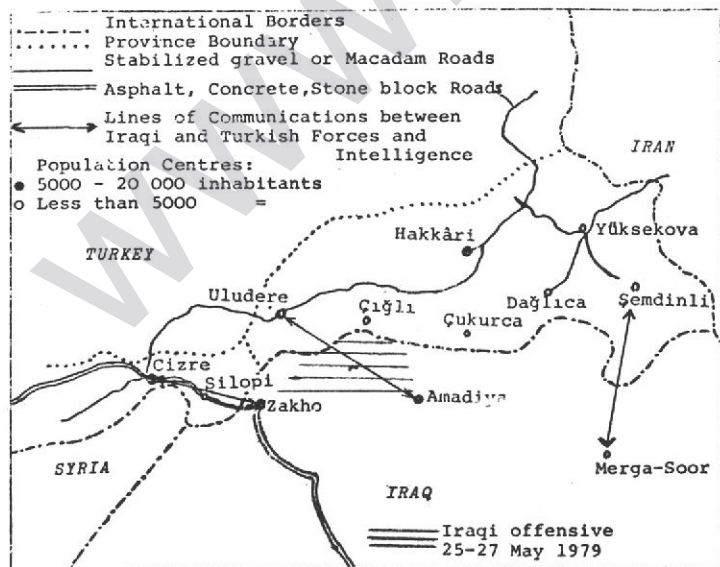 International Borders
Province Boundary
Stabilized gravel or Macadam Roads
Asphalt, Concrete,Stone block Roads
Lines of Communications between
Iraqi and Turkish Forces and
Intelligence
Population Centres:
5000 - 20 000 inhabitants
Less than 5000 =
IRAN
TURKEY
Hakkâri
Yüksekova
Uludere
Çığlı
Dağlıca
Şemdinli
Çukurca
Cizre
Silopi
Zakho
Amadiya
SYRIA
Merga-Soor
IRAQ
Iraqi offensive
25-27 May 1979